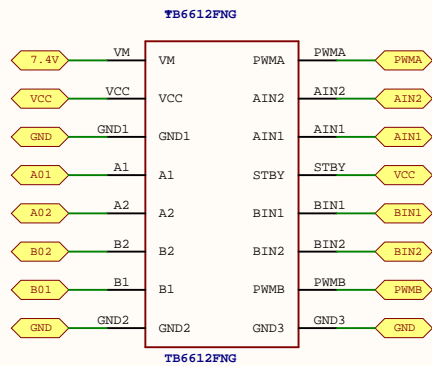 TB6612FNG
7.4V VM VM PWMA PWMA PWMA
VCC VCC VCC AIN2 AIN2 AIN2
GND GND1 GND1 AIN1 AIN1 AIN1
A01 A1 A1 STBY STBY VCC
A02 A2 A2 BIN1 BIN1 BIN1
B02 B2 B2 BIN2 BIN2 BIN2
B01 B1 B1 PWMB PWMB PWMB
GND GND2 GND2 GND3 GND3 GND
TB6612FNG